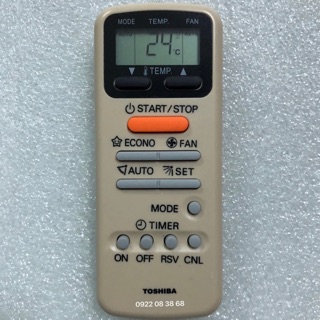 MODE TEMP. FAN
24°C
▼ TEMP ▲
START/STOP
ECONO FAN
AUTO SET
MODE
TIMER
ON OFF RSV CNL
TOSHIBA
0922 08 38 68